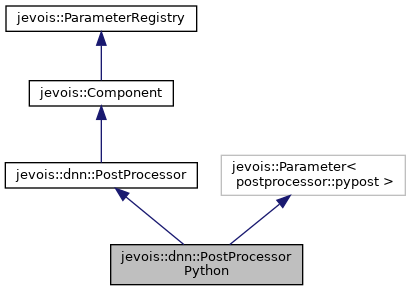 jevois::ParameterRegistry
jevois::Component
jevois::dnn::PostProcessor
jevois::Parameter<
postprocessor::pypost >
jevois::dnn::PostProcessor
Python